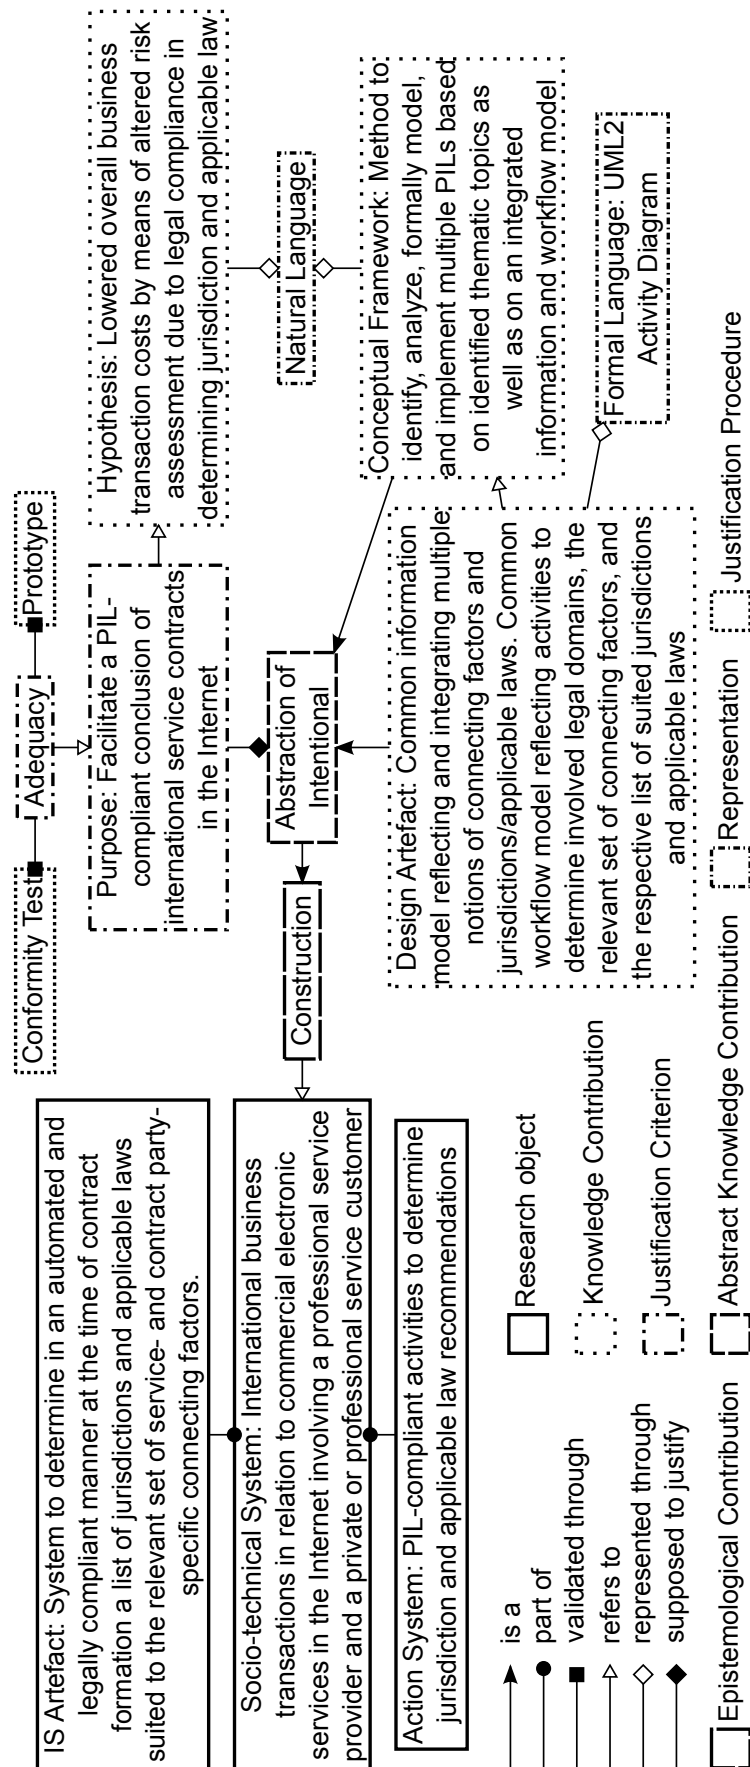 IS Artefact: System to determine in an automated and
legally compliant manner at the time of contract
formation a list of jurisdictions and applicable laws
suited to the relevant set of service- and contract party-
specific connecting factors.
Socio-technical System: International business
transactions in relation to commercial electronic
services in the Internet involving a professional service
provider and a private or professional service customer
Action System: PIL-compliant activities to determine
jurisdiction and applicable law recommendations
Conformity Test
Adequacy
Prototype
Purpose: Facilitate a PIL-
compliant conclusion of
international service contracts
in the Internet
Hypothesis: Lowered overall business
transaction costs by means of altered risk
assessment due to legal compliance in
determining jurisdiction and applicable law
Construction
Abstraction of
Intentional
Natural Language
Design Artefact: Common information
model reflecting and integrating multiple
notions of connecting factors and
jurisdictions/applicable laws. Common
workflow model reflecting activities to
determine involved legal domains, the
relevant set of connecting factors, and
the respective list of suited jurisdictions
and applicable laws
Conceptual Framework: Method to
identify, analyze, formally model,
and implement multiple PILs based
on identified thematic topics as
well as on an integrated
information and workflow model
Formal Language: UML2
Activity Diagram
is a
part of
validated through
refers to
represented through
supposed to justify
Epistemological Contribution
Research object
Knowledge Contribution
Justification Criterion
Abstract Knowledge Contribution
Representation
Justification Procedure